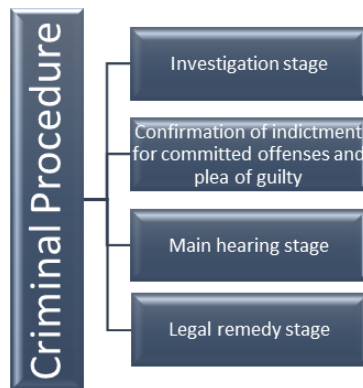 Criminal Procedure
Investigation stage
Confirmation of indictment
for committed offenses and
plea of guilty
Main hearing stage
Legal remedy stage